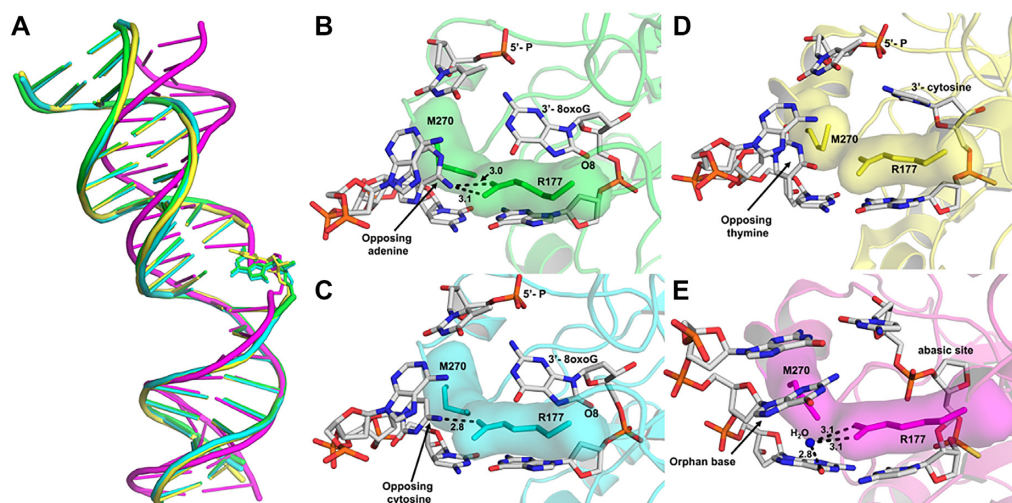 A
B
5'- P
M270
3'- 8oxoG
O8
3.0
3.1
R177
Opposing
adenine
C
5'- P
M270
3'- 8oxoG
O8
2.8
R177
Opposing
cytosine
D
5'- P
3'- cytosine
M270
R177
Opposing
thymine
E
abasic site
M270
H₂O
3.1
3.1
2.8
R177
Orphan base